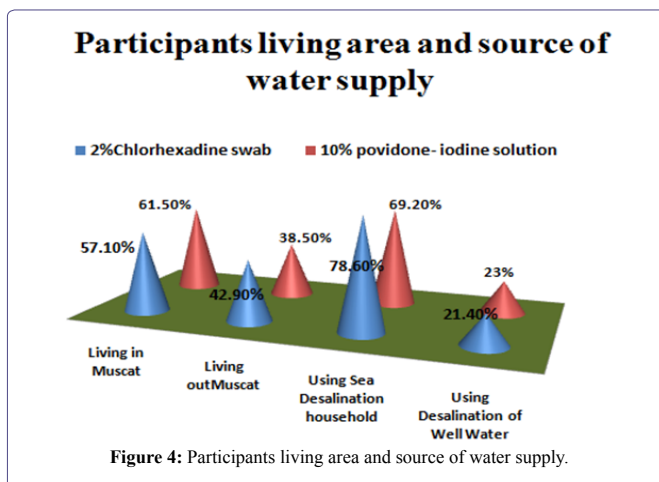 Participants living area and source of
water supply
2%Chlorhexadine swab 10% povidone- iodine solution
61.50% 69.20%
57.10% 38.50%
78.60% 23%
42.90% 21.40%
Living in
Muscat
Living
outMuscat
Using Sea
Desalination
household
Using
Desalination of
Well Water
Figure 4: Participants living area and source of water supply.